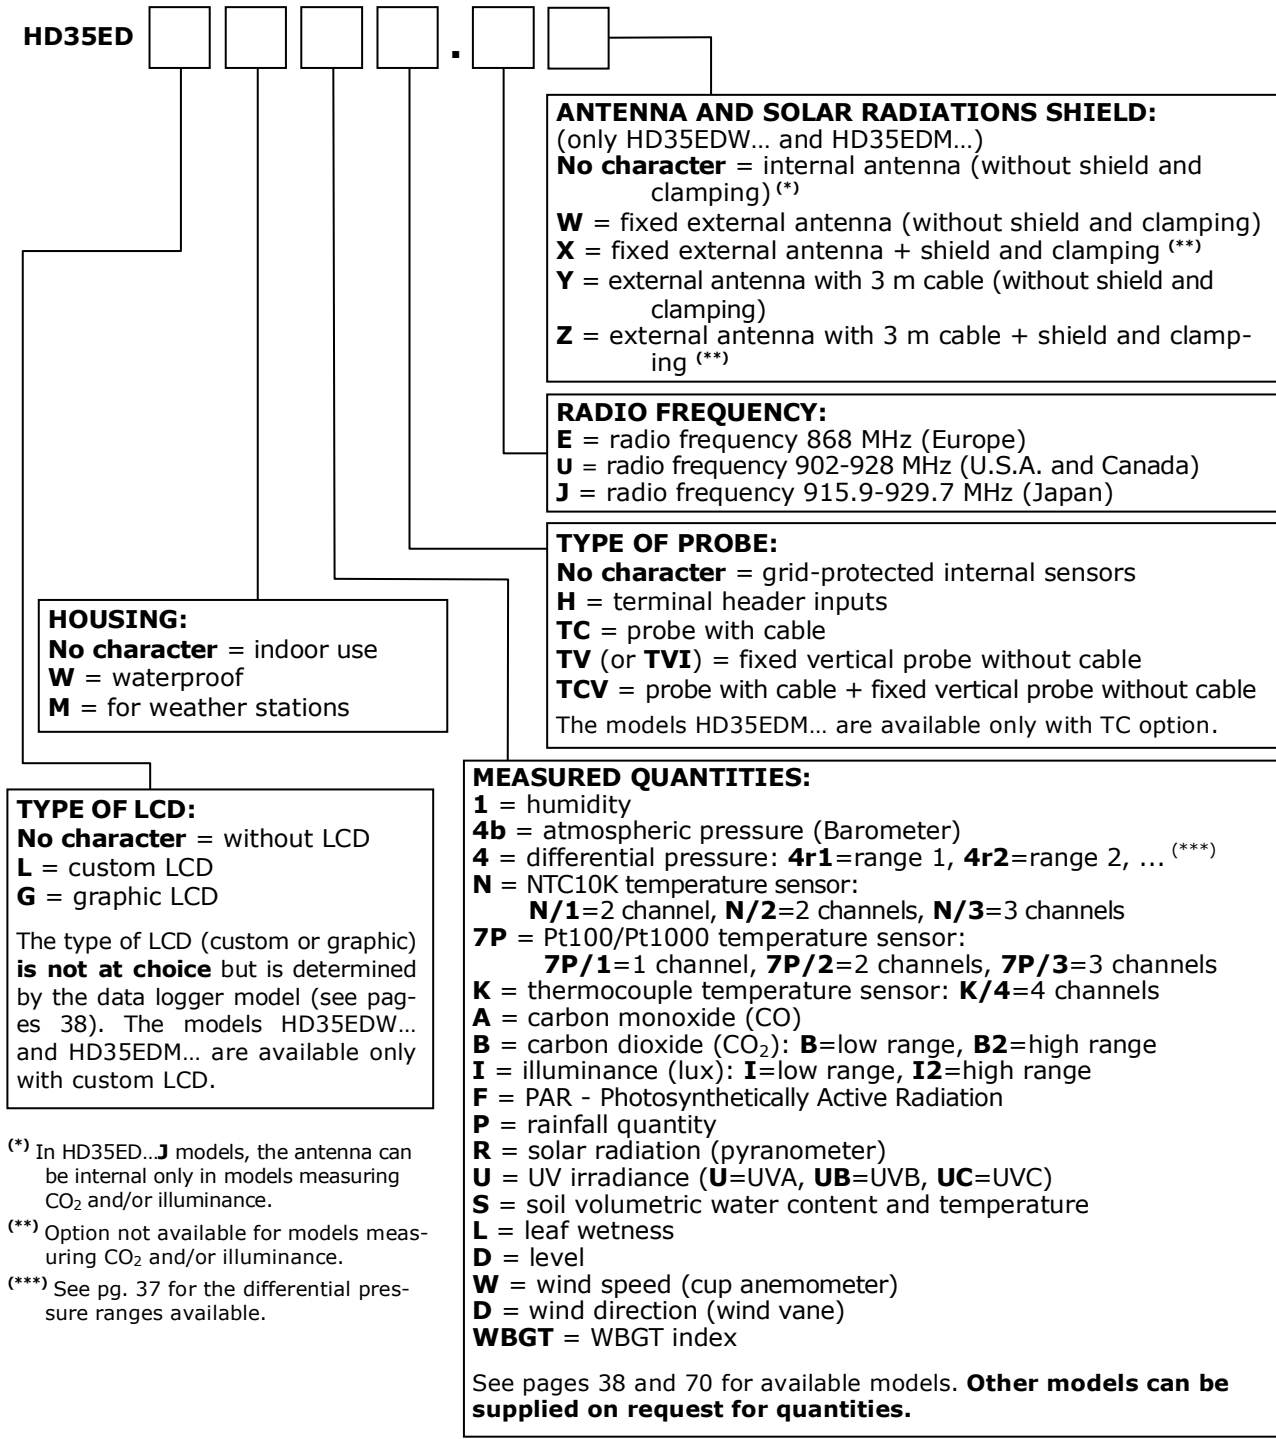 HD35ED .
ANTENNA AND SOLAR RADIATIONS SHIELD:
(only HD35EDW… and HD35EDM…)
No character = internal antenna (without shield and
clamping) (*)
W = fixed external antenna (without shield and clamping)
X = fixed external antenna + shield and clamping (**)
Y = external antenna with 3 m cable (without shield and
clamping)
Z = external antenna with 3 m cable + shield and clamp-
ing (**)
RADIO FREQUENCY:
E = radio frequency 868 MHz (Europe)
U = radio frequency 902-928 MHz (U.S.A. and Canada)
J = radio frequency 915.9-929.7 MHz (Japan)
TYPE OF PROBE:
No character = grid-protected internal sensors
H = terminal header inputs
TC = probe with cable
TV (or TVI) = fixed vertical probe without cable
TCV = probe with cable + fixed vertical probe without cable
The models HD35EDM… are available only with TC option.
HOUSING:
No character = indoor use
W = waterproof
M = for weather stations
TYPE OF LCD:
No character = without LCD
L = custom LCD
G = graphic LCD
The type of LCD (custom or graphic)
is not at choice but is determined
by the data logger model (see pag-
es 38). The models HD35EDW…
and HD35EDM… are available only
with custom LCD.
(*) In HD35ED…J models, the antenna can
be internal only in models measuring
CO2 and/or illuminance.
(**) Option not available for models meas-
uring CO2 and/or illuminance.
(***) See pg. 37 for the differential pres-
sure ranges available.
MEASURED QUANTITIES:
1 = humidity
4b = atmospheric pressure (Barometer)
4 = differential pressure: 4r1=range 1, 4r2=range 2, … (***)
N = NTC10K temperature sensor:
N/1=2 channel, N/2=2 channels, N/3=3 channels
7P = Pt100/Pt1000 temperature sensor:
7P/1=1 channel, 7P/2=2 channels, 7P/3=3 channels
K = thermocouple temperature sensor: K/4=4 channels
A = carbon monoxide (CO)
B = carbon dioxide (CO2): B=low range, B2=high range
I = illuminance (lux): I=low range, I2=high range
F = PAR - Photosynthetically Active Radiation
P = rainfall quantity
R = solar radiation (pyranometer)
U = UV irradiance (U=UVA, UB=UVB, UC=UVC)
S = soil volumetric water content and temperature
L = leaf wetness
D = level
W = wind speed (cup anemometer)
D = wind direction (wind vane)
WBGT = WBGT index
See pages 38 and 70 for available models. Other models can be
supplied on request for quantities.